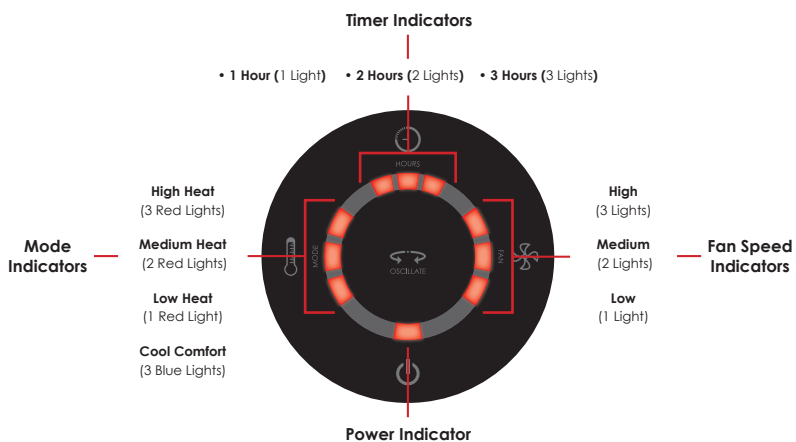 Timer Indicators
• 1 Hour (1 Light) • 2 Hours (2 Lights) • 3 Hours (3 Lights)
HOURS
High Heat
(3 Red Lights)
Medium Heat
(2 Red Lights)
Low Heat
(1 Red Light)
Cool Comfort
(3 Blue Lights)
Mode
Indicators
MODE
OSCILLATE
FAN
High
(3 Lights)
Medium
(2 Lights)
Low
(1 Light)
Fan Speed
Indicators
Power Indicator